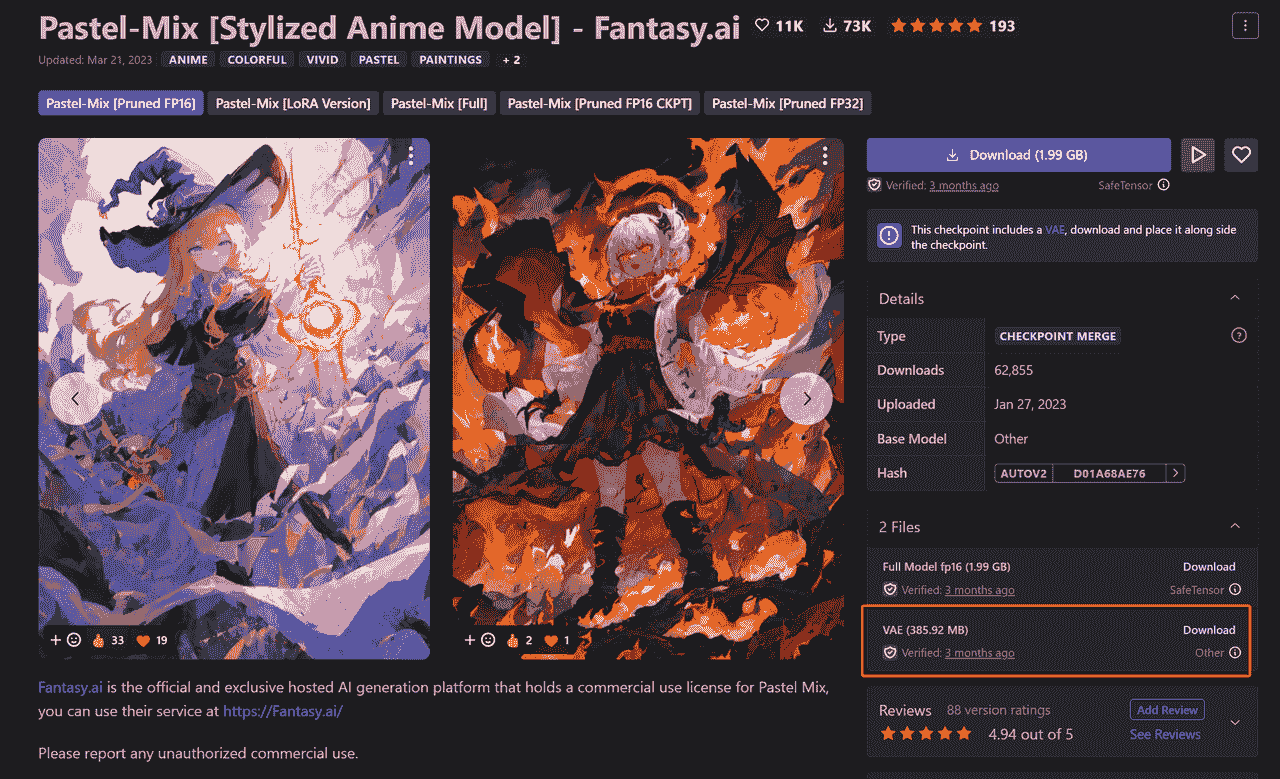 Pastel-Mix [Stylized Anime Model] - Fantasy.ai 11K 73K 193
Updated: Mar 21, 2023 ANIME COLORFUL VIVID PASTEL PAINTINGS + 2
Pastel-Mix [Pruned FP16] Pastel-Mix [LoRA Version] Pastel-Mix [Full] Pastel-Mix [Pruned FP16 CKPT] Pastel-Mix [Pruned FP32]
Download (1.99 GB)
Verified: 3 months ago SafeTensor
This checkpoint includes a VAE, download and place it along side
the checkpoint.
Details
Type CHECKPOINT MERGE
Downloads 62,855
Uploaded Jan 27, 2023
Base Model Other
Hash AUTOV2 D01A68AE76
2 Files
Full Model fp16 (1.99 GB) Download
Verified: 3 months ago SafeTensor
VAE (385.92 MB) Download
Verified: 3 months ago Other
Reviews 88 version ratings Add Review
4.94 out of 5 See Reviews
33 19
2 1
Fantasy.ai is the official and exclusive hosted AI generation platform that holds a commercial use license for Pastel Mix,
you can use their service at https://Fantasy.ai/
Please report any unauthorized commercial use.